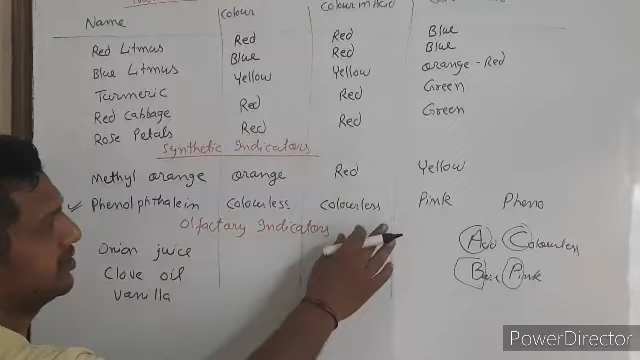 Name Colour Colour in Acid
Red Litmus Red Red Blue
Blue Litmus Blue Red Blue
Turmeric Yellow Yellow Orange-Red
Red Cabbage Red Red Green
Rose Petals Red Red Green
Synthetic Indicators
Methyl orange orange Red Yellow
Phenolphthalein Colourless Colourless Pink Pheno
Olfactory Indicators
Acid Colourless
Onion juice
Base Pink
Clove oil
Vanilla
PowerDirector